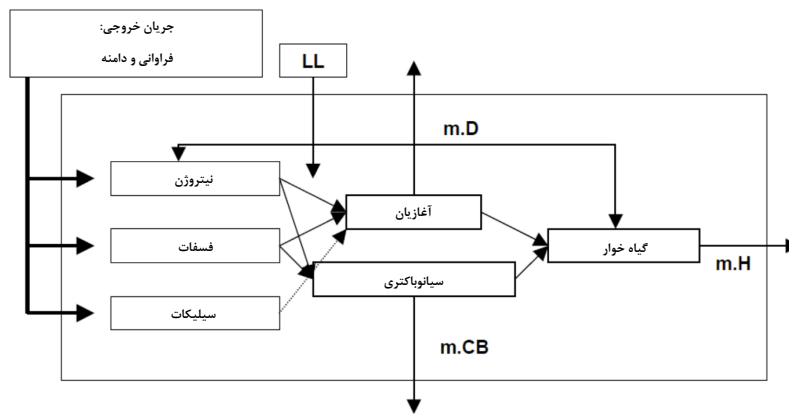 جریان خروجی:
فراوانی و دامنه
LL
m.D
نیتروژن
آغازیان
فسفات
گیاه خوار
m.H
سیانوباکتری
سیلیکات
m.CB